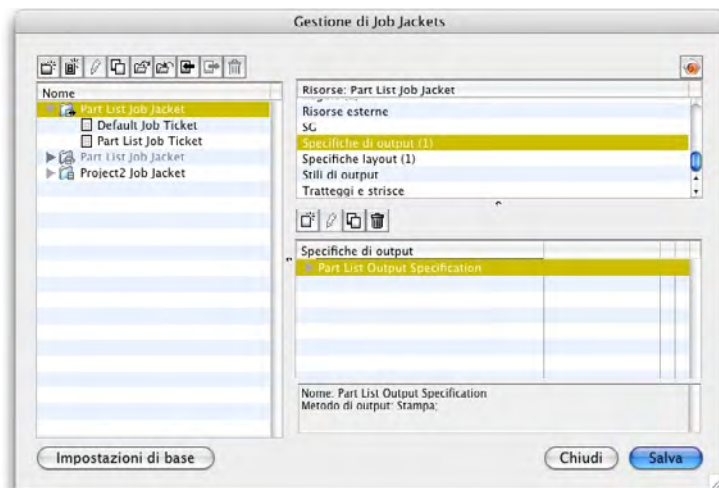 Gestione di Job Jackets
Nome
Part List Job Jacket
Default Job Ticket
Part List Job Ticket
Part List Job Jacket
Project2 Job Jacket
Risorse: Part List Job Jacket
Risorse esterne
SG
Specifiche di output (1)
Specifiche layout (1)
Stili di output
Tratteggi e strisce
Specifiche di output
Part List Output Specification
Nome: Part List Output Specification
Metodo di output: Stampa;
Impostazioni di base
Chiudi
Salva